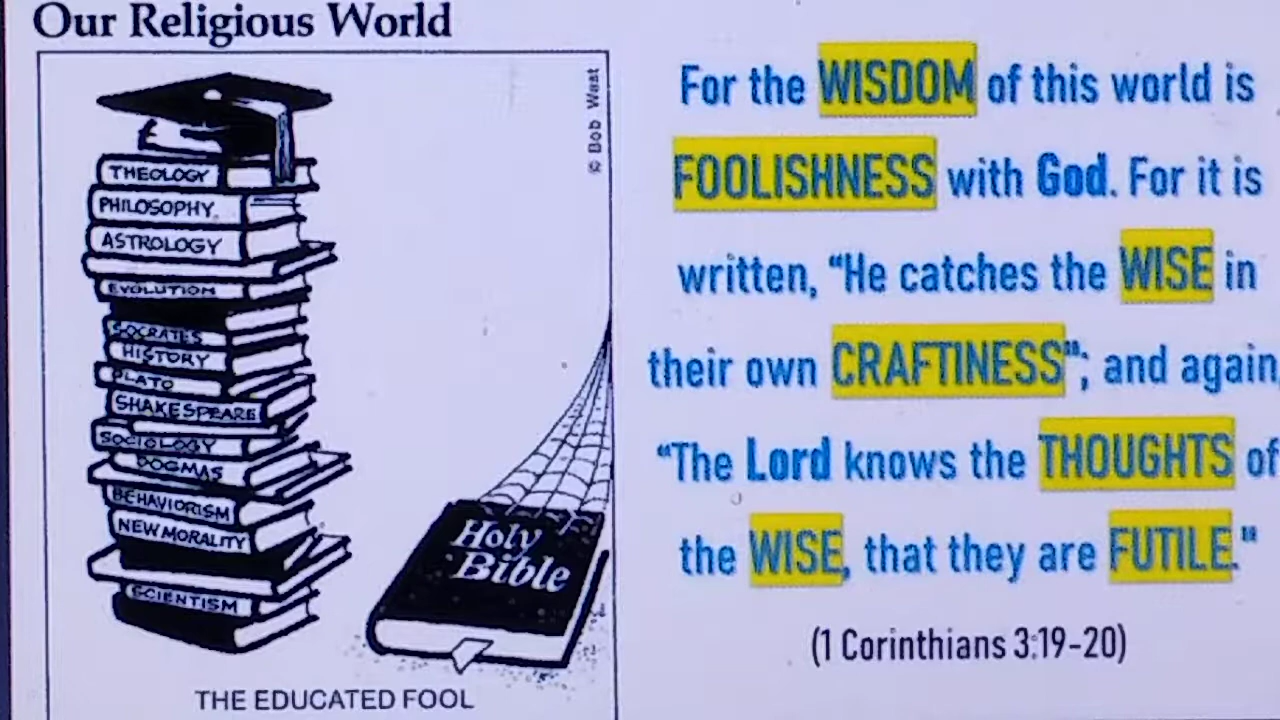 Our Religious World
© Bob West
THEOLOGY
PHILOSOPHY
ASTROLOGY
EVOLUTION
SOCRATES
HISTORY
PLATO
SHAKESPEARE
SOCIOLOGY
DOGMAS
BEHAVIORISM
NEW MORALITY
SCIENTISM
Holy
Bible
THE EDUCATED FOOL
For the WISDOM of this world is
FOOLISHNESS with God. For it is
written, “He catches the WISE in
their own CRAFTINESS”; and again
“The Lord knows the THOUGHTS of
the WISE, that they are FUTILE.”
(1 Corinthians 3:19-20)